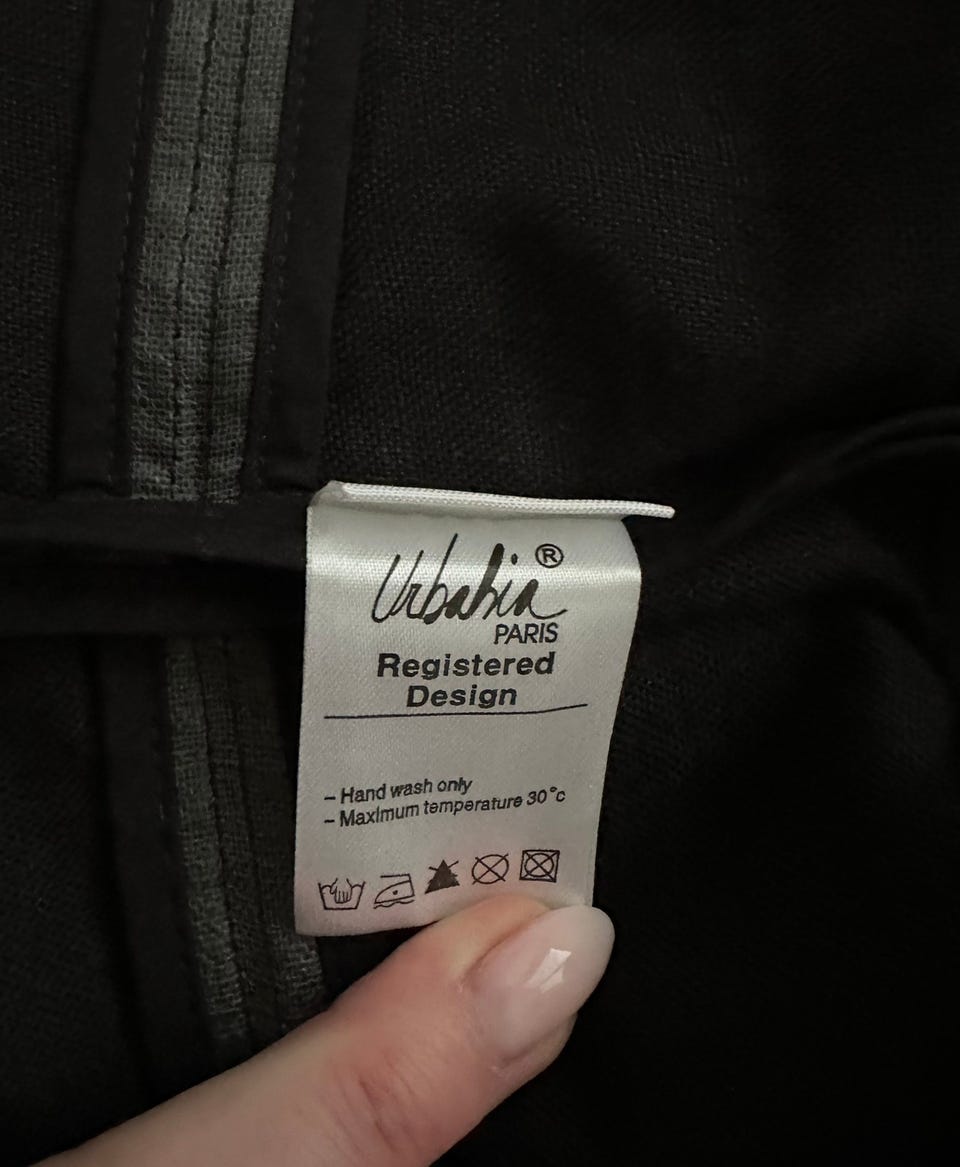 Urbahia®
PARIS
Registered
Design
– Hand wash only
– Maximum temperature 30°c